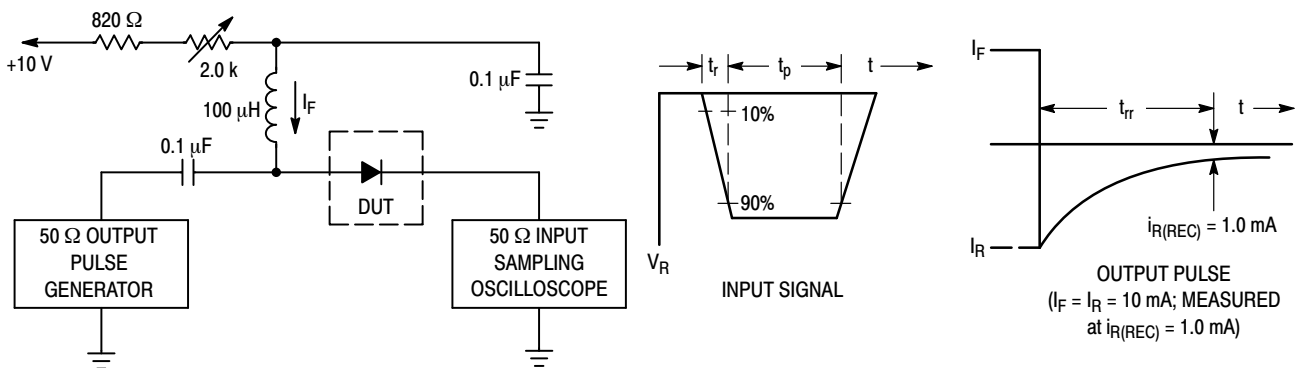 820 Ω
+10 V
2.0 k
0.1 μF
100 μH
I_F
0.1 μF
DUT
50 Ω OUTPUT
PULSE
GENERATOR
50 Ω INPUT
SAMPLING
OSCILLOSCOPE
t_r
t_p
t
10%
90%
V_R
INPUT SIGNAL
I_F
t_rr
t
I_R
i_R(REC) = 1.0 mA
OUTPUT PULSE
(I_F = I_R = 10 mA; MEASURED
at i_R(REC) = 1.0 mA)